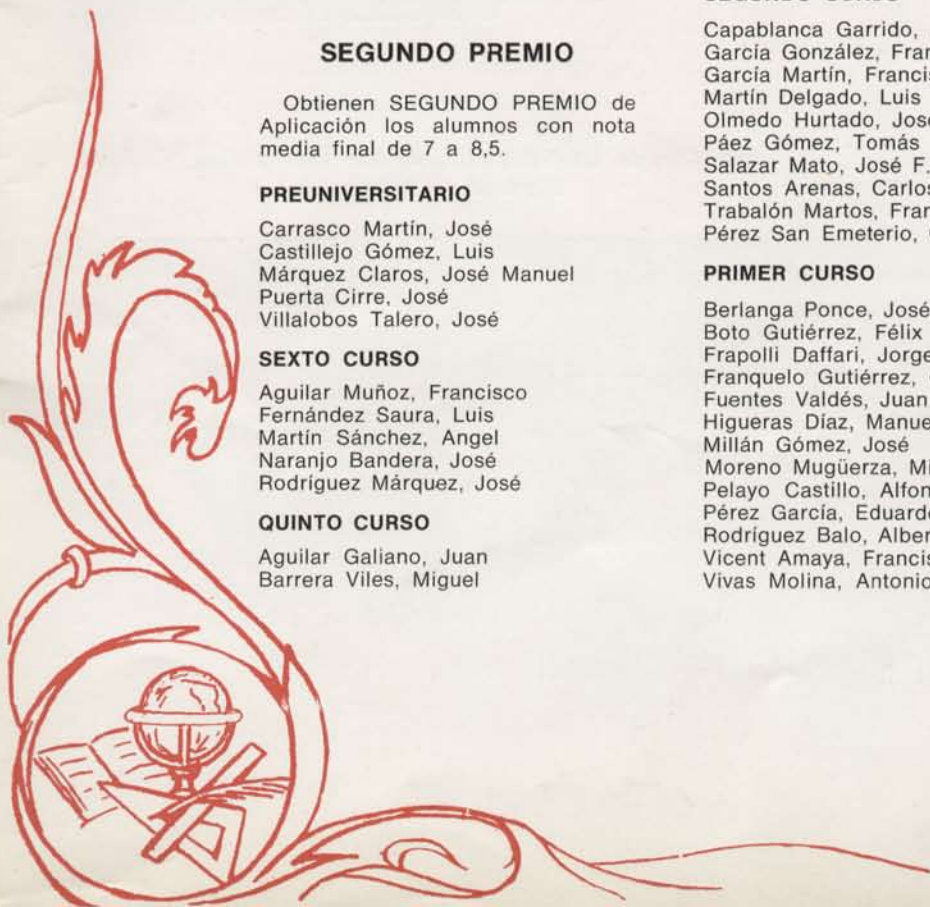 SEGUNDO PREMIO
Obtienen SEGUNDO PREMIO de
Aplicación los alumnos con nota
media final de 7 a 8,5.
PREUNIVERSITARIO
Carrasco Martín, José
Castillejo Gómez, Luis
Márquez Claros, José Manuel
Puerta Cirre, José
Villalobos Talero, José
SEXTO CURSO
Aguilar Muñoz, Francisco
Fernández Saura, Luis
Martín Sánchez, Angel
Naranjo Bandera, José
Rodríguez Márquez, José
QUINTO CURSO
Aguilar Galiano, Juan
Barrera Viles, Miguel
Capablanca Garrido,
García González,
García Martín,
Martín Delgado, Luis
Olmedo Hurtado, José
Páez Gómez, Tomás
Salazar Mato, José F.
Santos Arenas, Carlos
Trabalón Martos,
Pérez San Emeterio,
PRIMER CURSO
Berlanga Ponce, José
Boto Gutiérrez, Félix
Frapolli Daffari, Jorge
Franquelo Gutiérrez,
Fuentes Valdés, Juan
Higueras Díaz,
Millán Gómez, José
Moreno Mugüerza,
Pelayo Castillo,
Pérez García, Eduardo
Rodríguez Balo,
Vicent Amaya,
Vivas Molina, Antonio